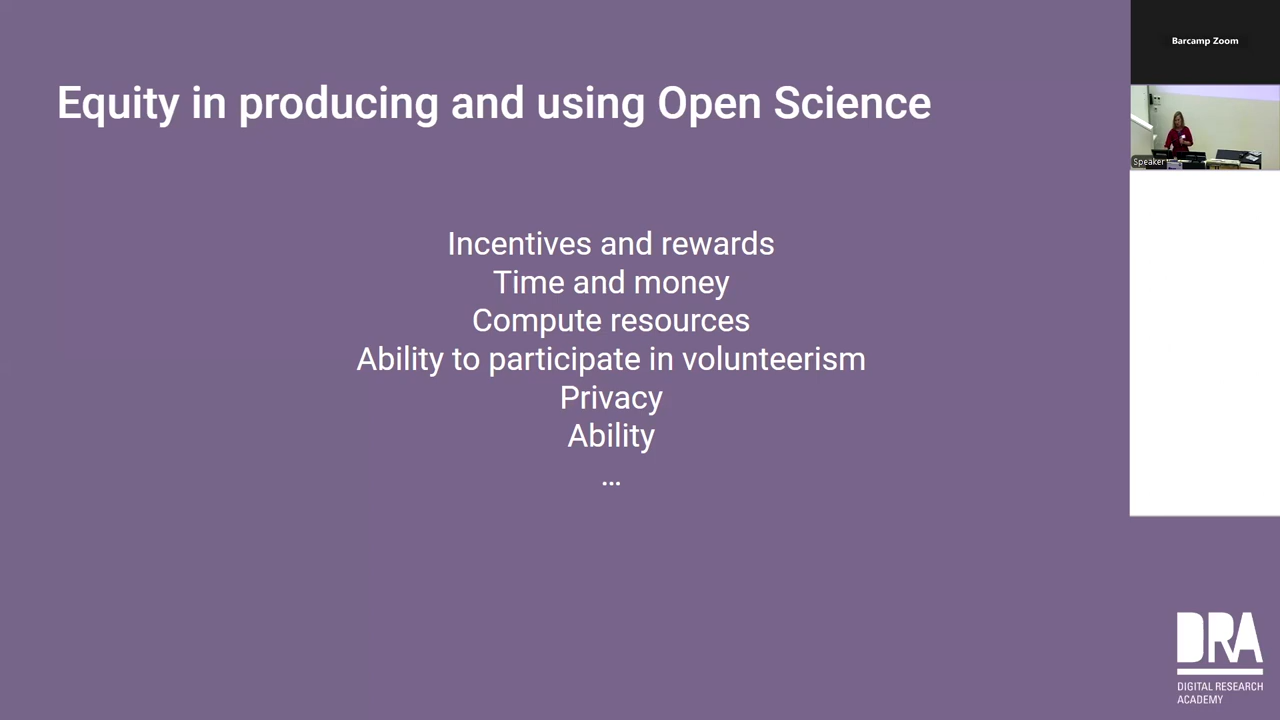 Equity in producing and using Open Science
Incentives and rewards
Time and money
Compute resources
Ability to participate in volunteerism
Privacy
Ability
...
Barcamp Zoom
Speaker
DRA
DIGITAL RESEARCH
ACADEMY